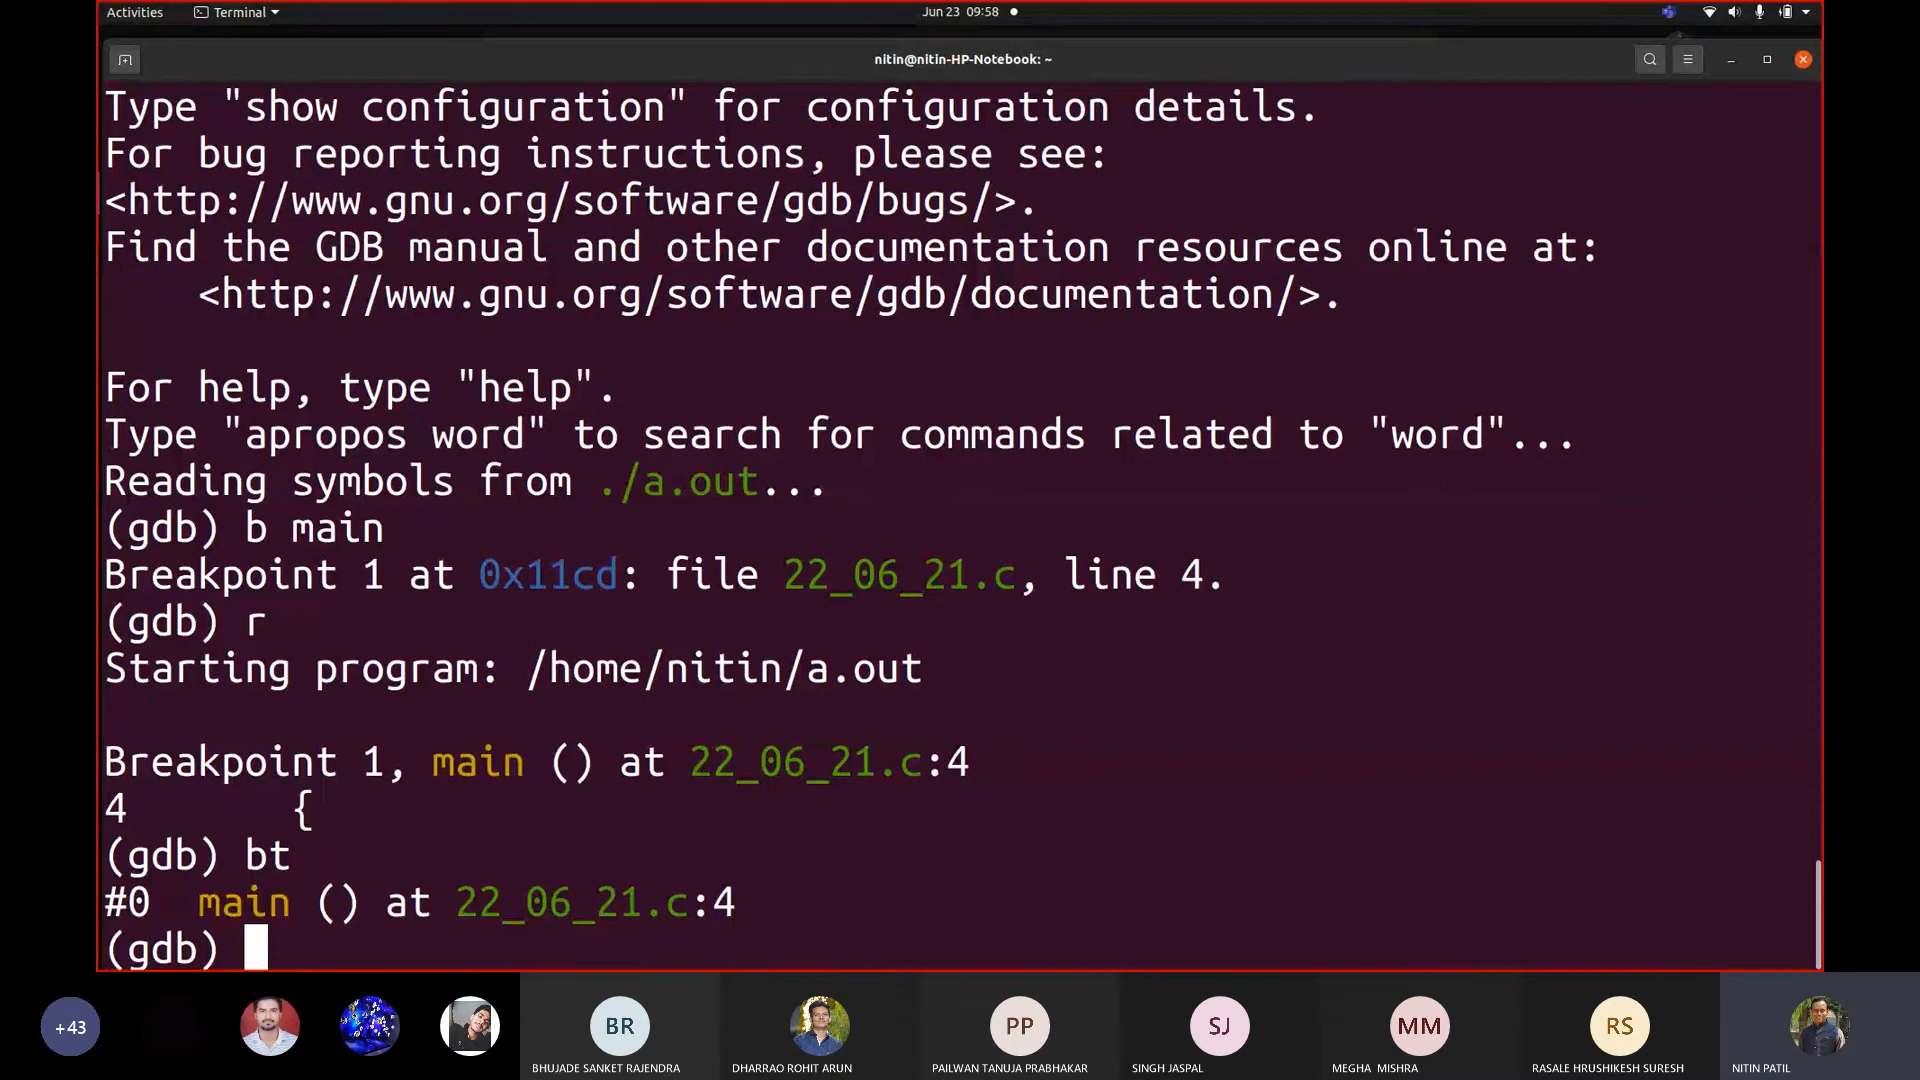 Activities Terminal Jun 23 09:58
nitin@nitin-HP-Notebook: ~
Type "show configuration" for configuration details.
For bug reporting instructions, please see:
<http://www.gnu.org/software/gdb/bugs/>.
Find the GDB manual and other documentation resources online at:
<http://www.gnu.org/software/gdb/documentation/>.
For help, type "help".
Type "apropos word" to search for commands related to "word"...
Reading symbols from ./a.out...
(gdb) b main
Breakpoint 1 at 0x11cd: file 22_06_21.c, line 4.
(gdb) r
Starting program: /home/nitin/a.out
Breakpoint 1, main () at 22_06_21.c:4
4 {
(gdb) bt
#0 main () at 22_06_21.c:4
(gdb)
+43 BR PP SJ MM RS
BHUJADE SANKET RAJENDRA DHARRAO ROHIT ARUN PAILWAN TANUJA PRABHAKAR SINGH JASPAL MEGHA MISHRA RASALE HRUSHIKESH SURESH NITIN PATIL